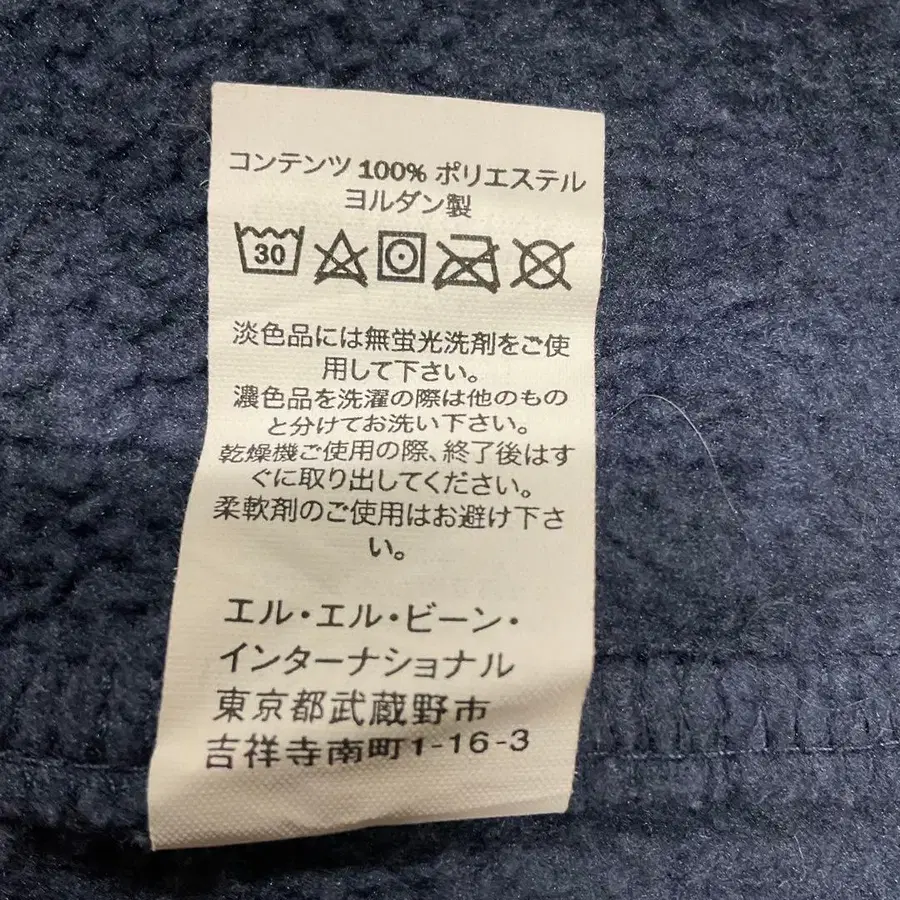 コンテンツ 100% ポリエステル
ヨルダン製
30
淡色品には無蛍光洗剤をご使
用して下さい。
濃色品を洗濯の際は他のもの
と分けてお洗い下さい。
乾燥機ご使用の際、終了後はす
ぐに取り出してください。
柔軟剤のご使用はお避け下さ
い。
エル・エル・ビーン・
インターナショナル
東京都武蔵野市
吉祥寺南町1-16-3